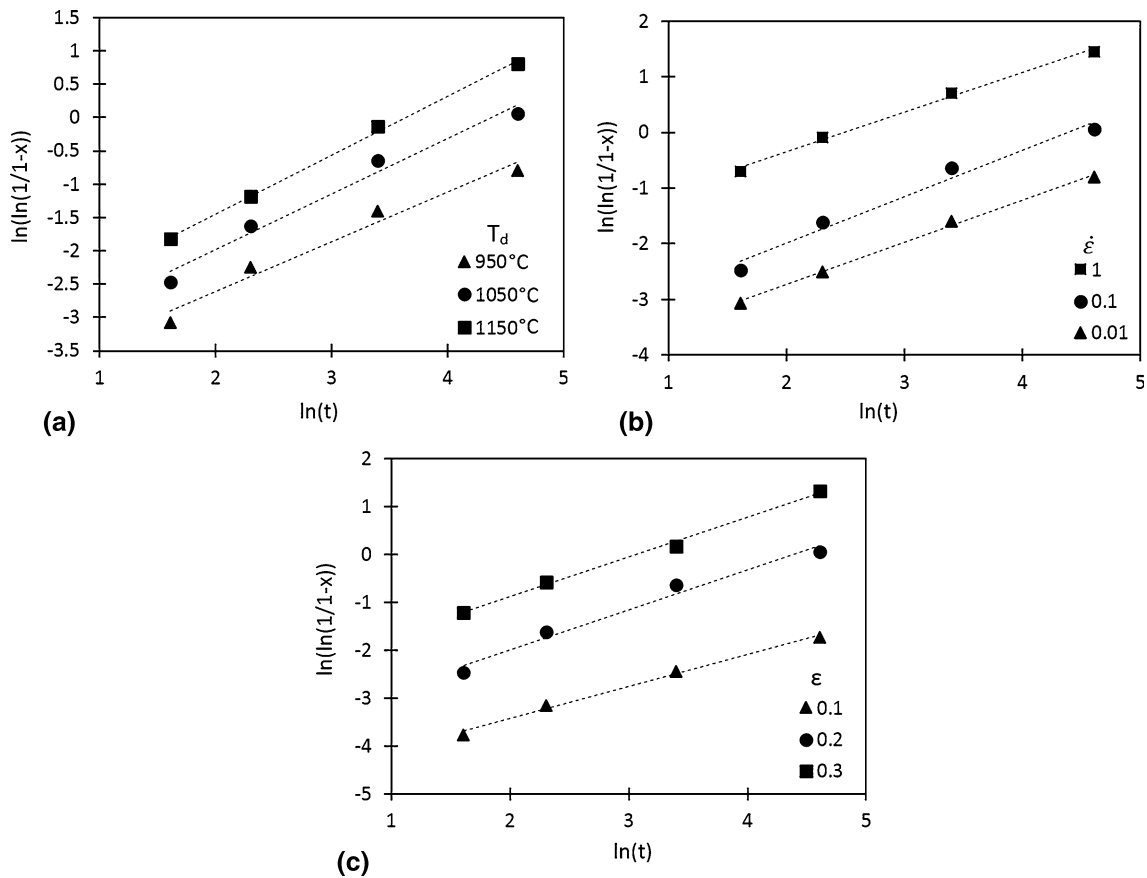 1.5
1
0.5
0
-0.5
-1
-1.5
-2
-2.5
-3
-3.5
ln(ln(1/1-x))
T_d
950°C
1050°C
1150°C
1 2 3 4 5
ln(t)
(a)
2
1
0
-1
-2
-3
-4
ln(ln(1/1-x))
ε̇
1
0.1
0.01
1 2 3 4 5
ln(t)
(b)
2
1
0
-1
-2
-3
-4
-5
ln(ln(1/1-x))
ε
0.1
0.2
0.3
1 2 3 4 5
ln(t)
(c)